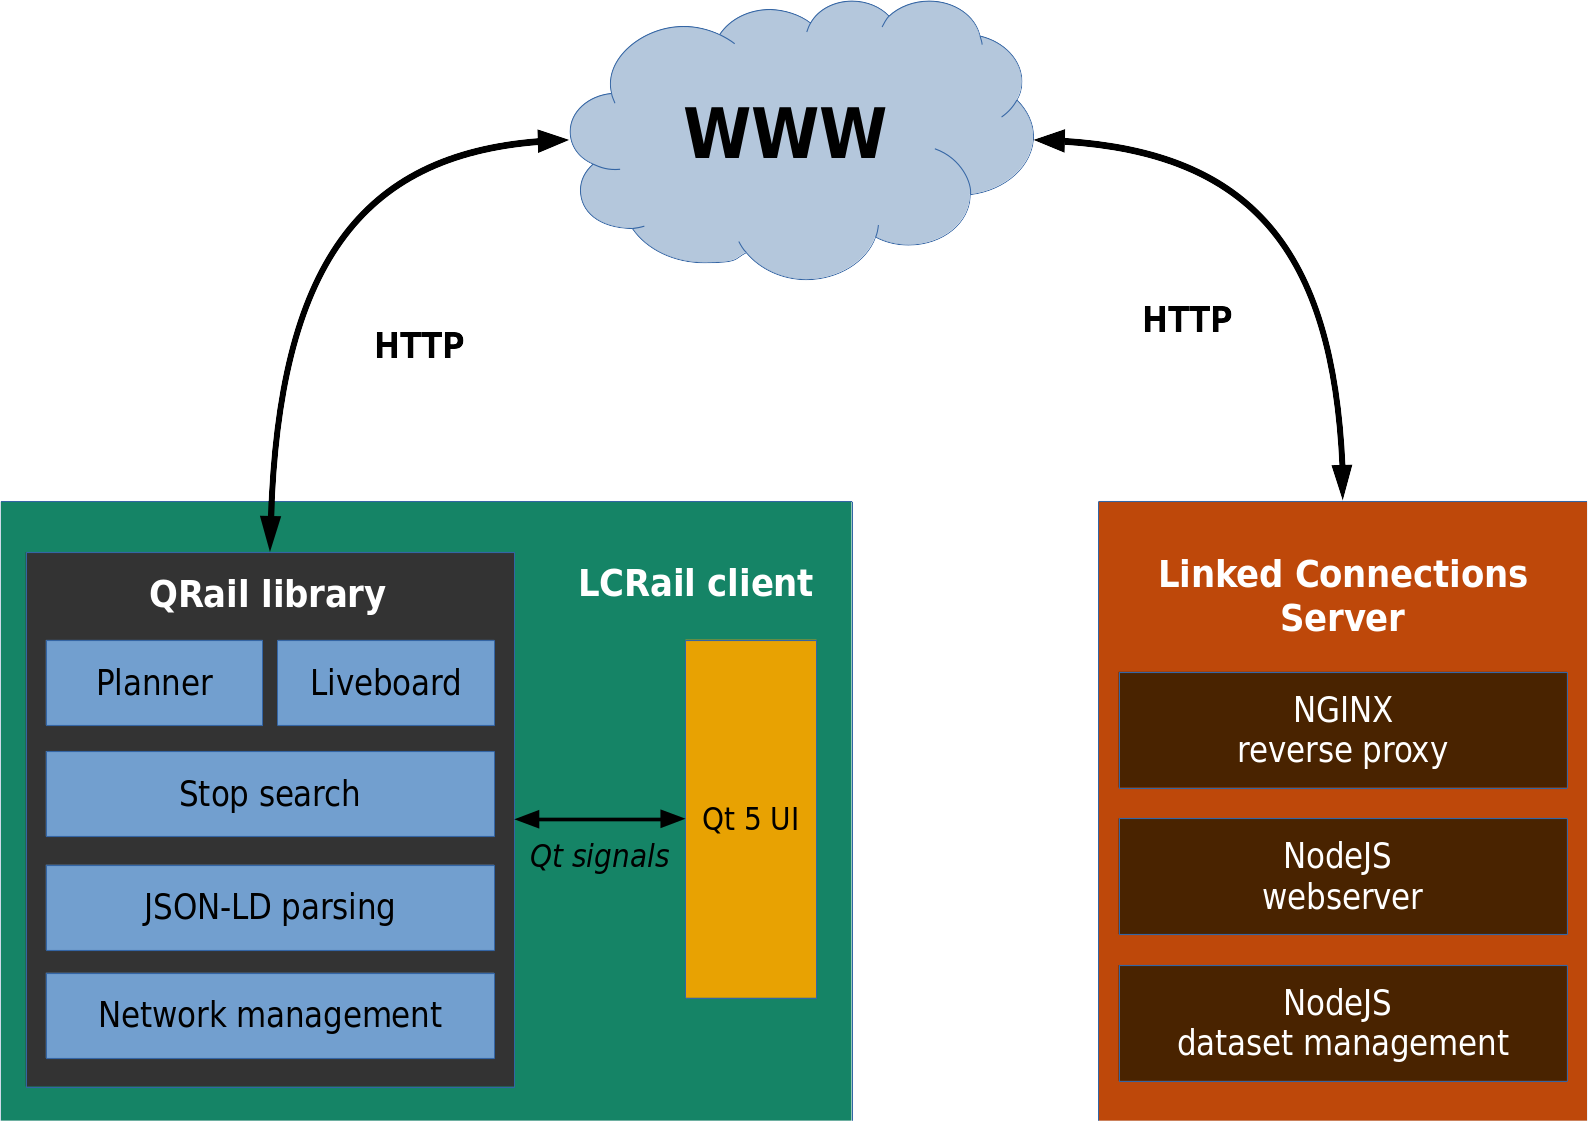 WWW
HTTP
HTTP
QRail library
LCRail client
Planner
Liveboard
Stop search
JSON-LD parsing
Network management
Qt signals
Qt 5 UI
Linked Connections
Server
NGINX
reverse proxy
NodeJS
webserver
NodeJS
dataset management